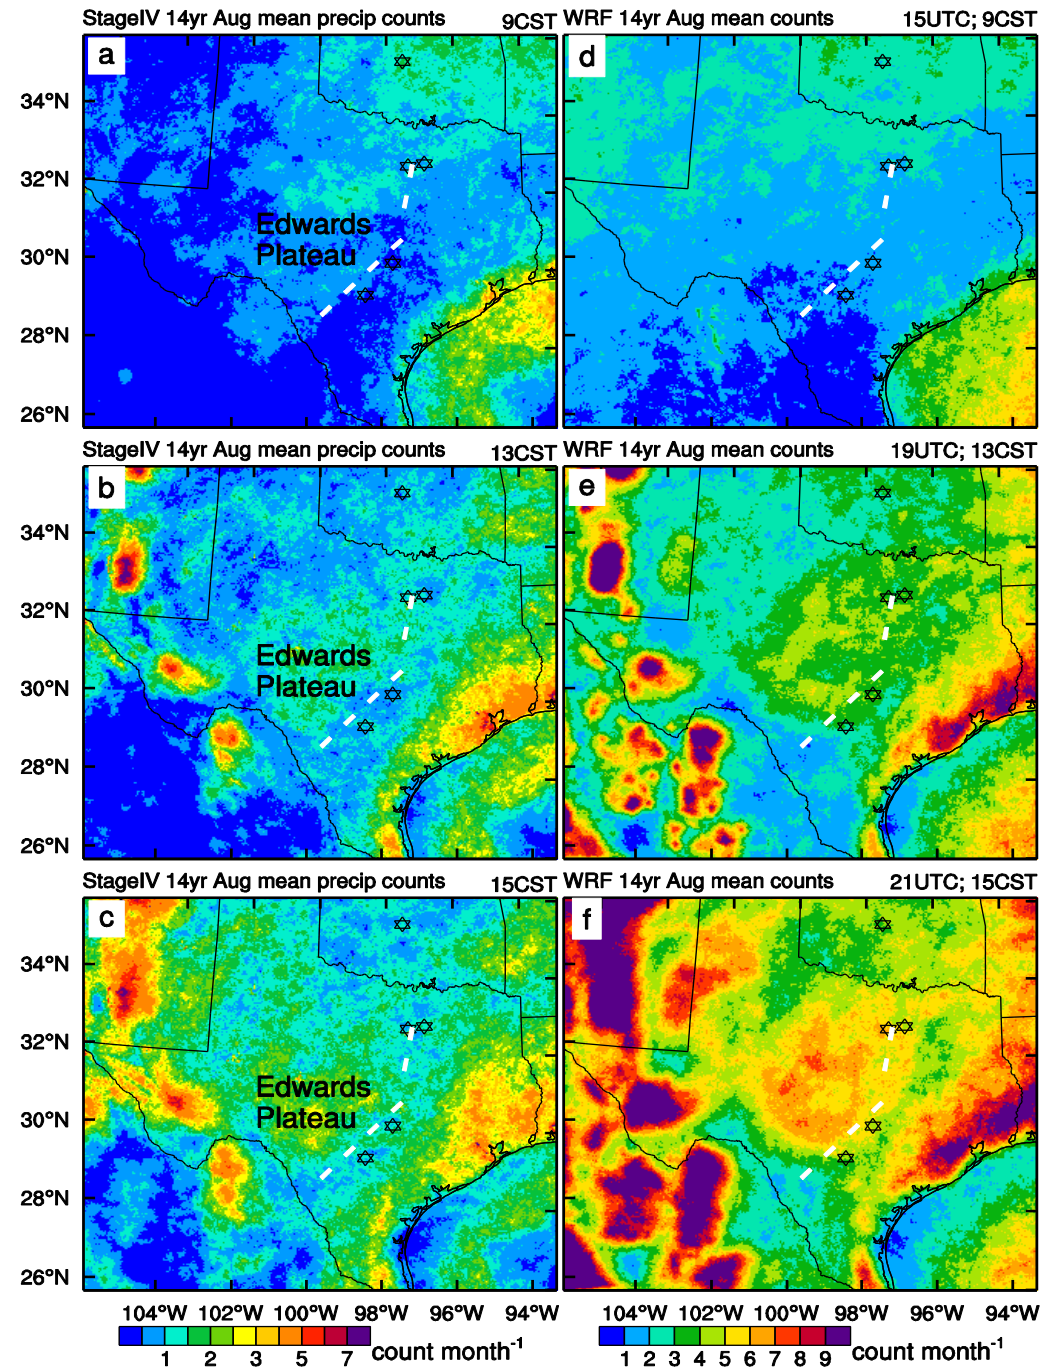 StageIV 14yr Aug mean precip counts 9CST
WRF 14yr Aug mean counts 15UTC; 9CST
a
d
34°N
32°N
30°N
28°N
26°N
Edwards
Plateau
StageIV 14yr Aug mean precip counts 13CST
WRF 14yr Aug mean counts 19UTC; 13CST
b
e
34°N
32°N
30°N
28°N
26°N
Edwards
Plateau
StageIV 14yr Aug mean precip counts 15CST
WRF 14yr Aug mean counts 21UTC; 15CST
c
f
34°N
32°N
30°N
28°N
26°N
Edwards
Plateau
104°W 102°W 100°W 98°W 96°W 94°W
104°W 102°W 100°W 98°W 96°W 94°W
1 2 3 5 7 count month-1
1 2 3 4 5 6 7 8 9 count month-1